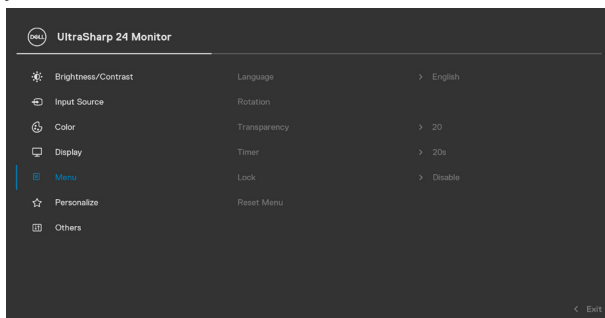 DELL UltraSharp 24 Monitor
Brightness/Contrast Language > English
Input Source Rotation
Color Transparency > 20
Display Timer > 20s
Menu Lock > Disable
Personalize Reset Menu
Others
< Exit